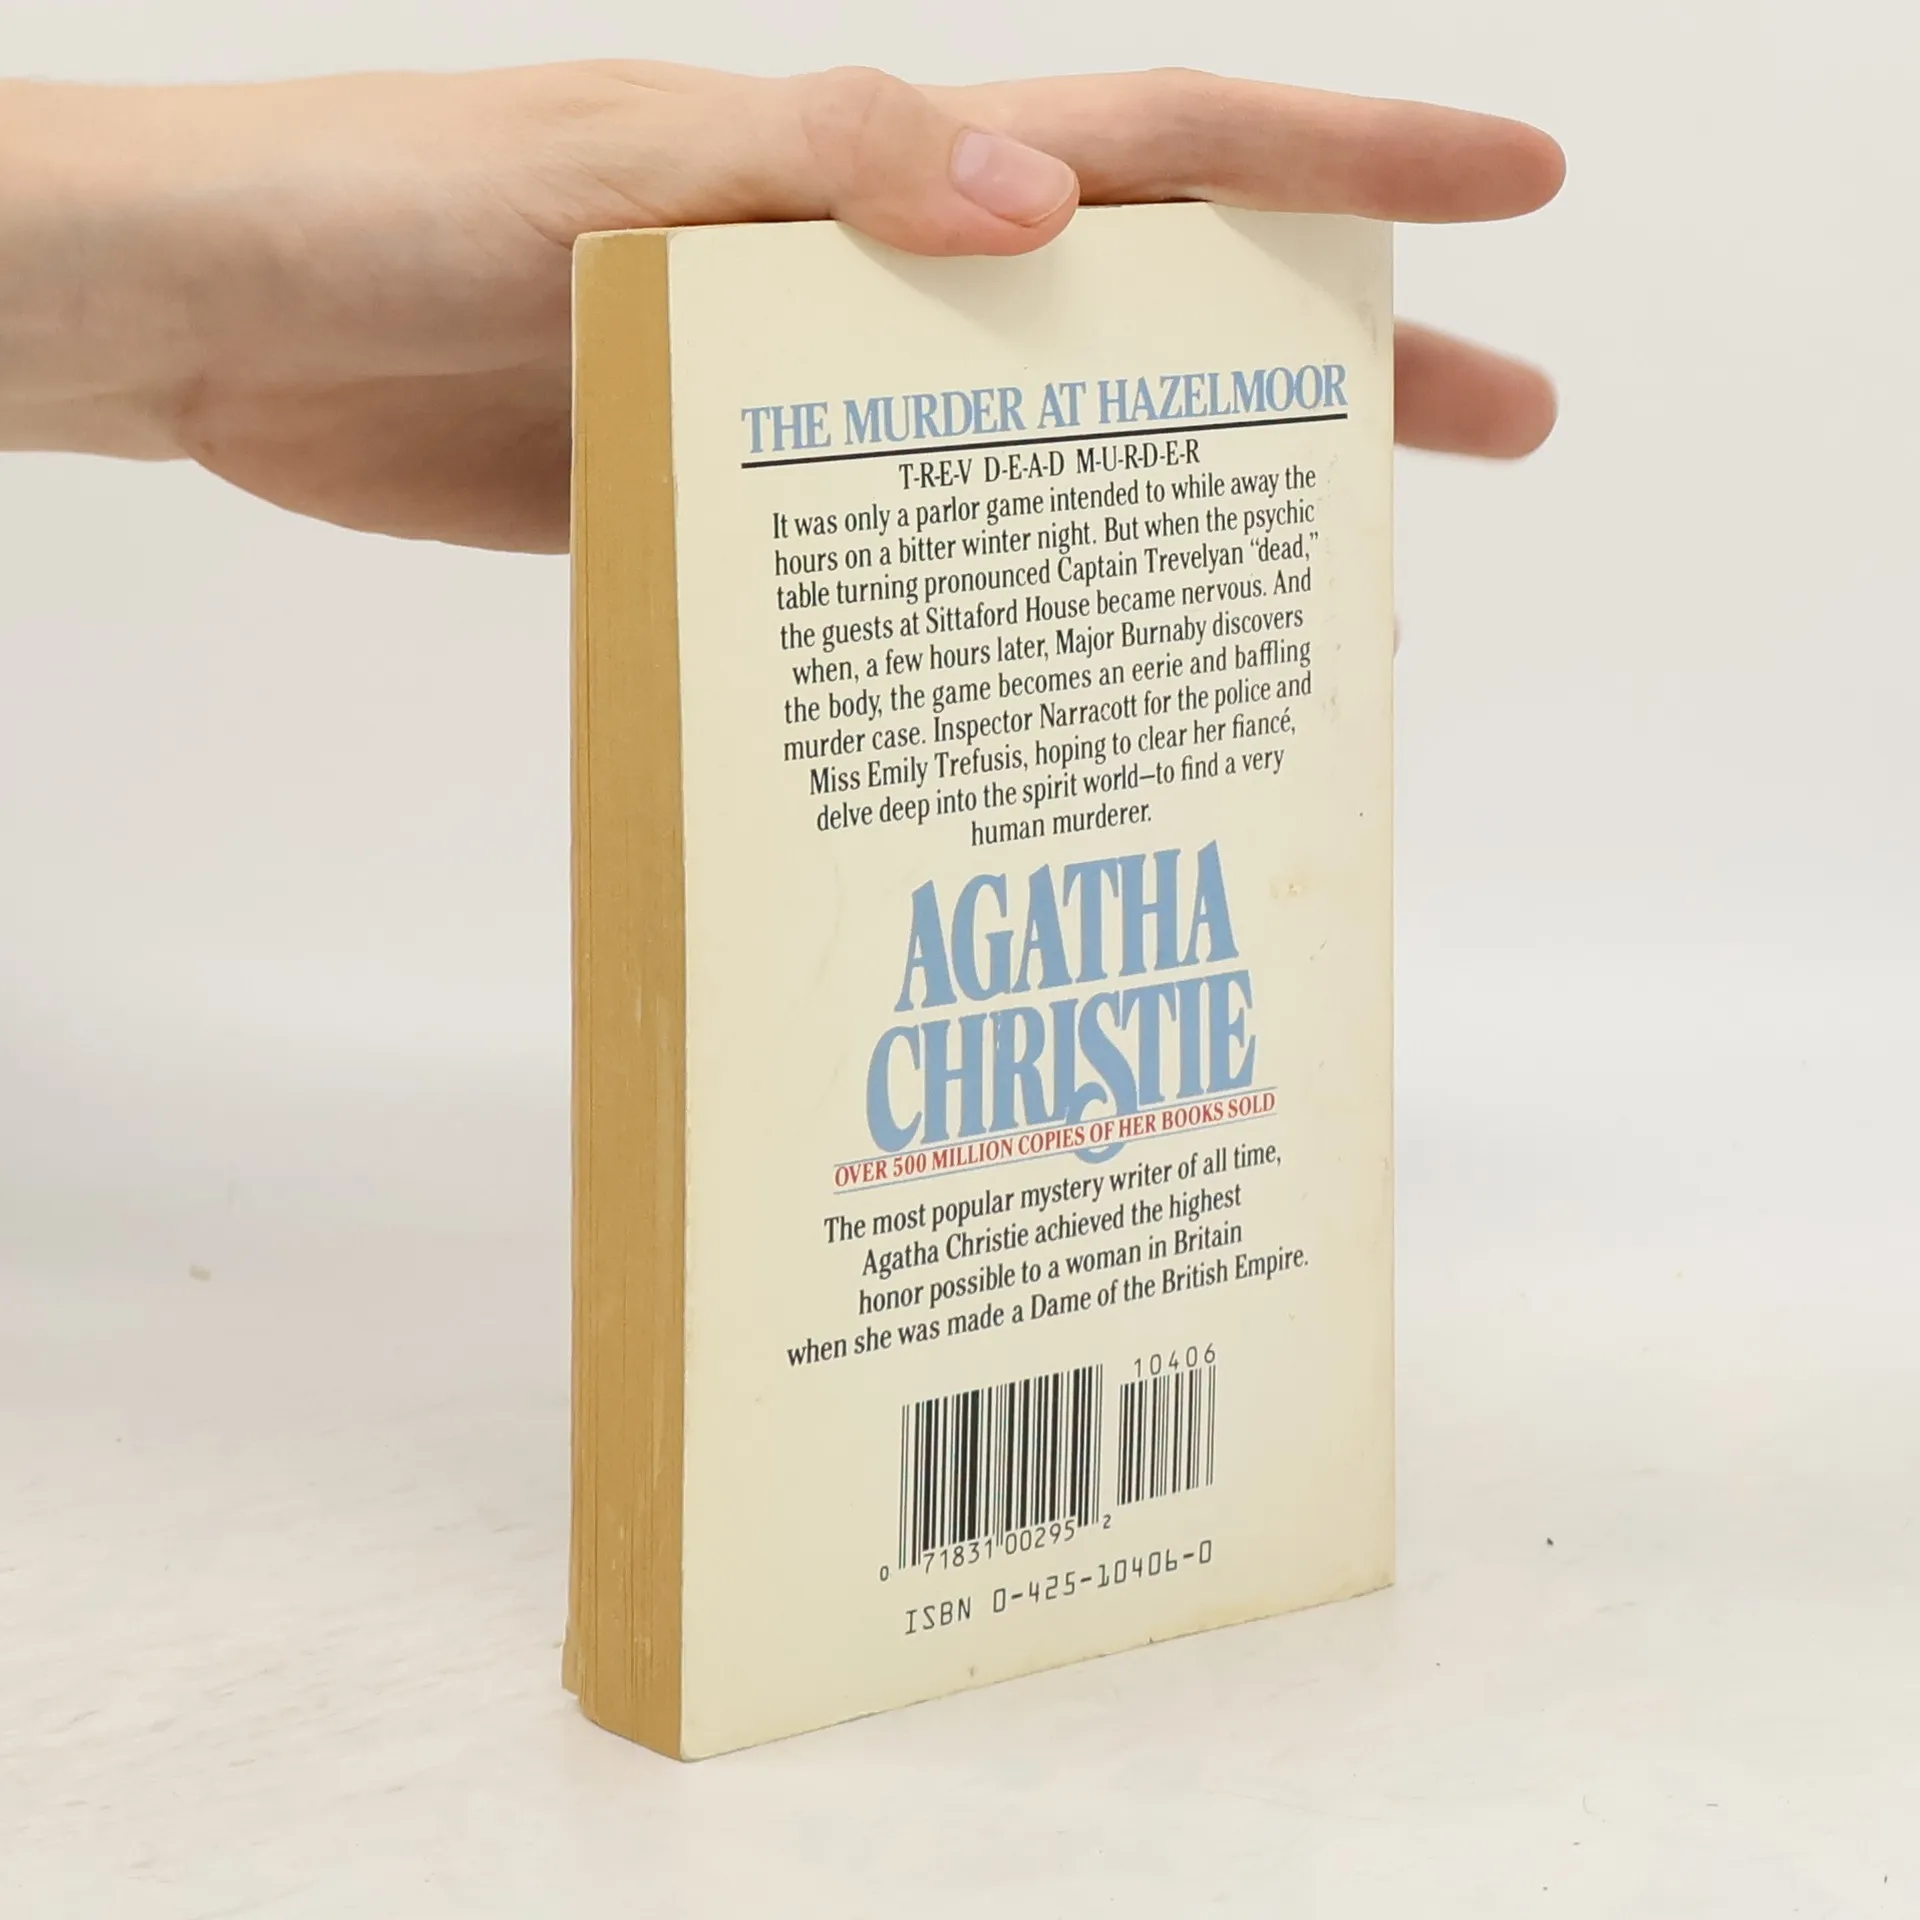 THE MURDER AT HAZELMOOR
T-R-E-V D-E-A-D M-U-R-D-E-R
It was only a parlor game intended to while away the
hours on a bitter winter night. But when the psychic
table turning pronounced Captain Trevelyan “dead,”
the guests at Sittaford House became nervous. And
when, a few hours later, Major Burnaby discovers
the body, the game becomes an eerie and baffling
murder case. Inspector Narracott for the police and
Miss Emily Trefusis, hoping to clear her fiancé,
delve deep into the spirit world—to find a very
human murderer.
AGATHA
CHRISTIE
OVER 500 MILLION COPIES OF HER BOOKS SOLD
The most popular mystery writer of all time,
Agatha Christie achieved the highest
honor possible to a woman in Britain
when she was made a Dame of the British Empire.
10406
0 71831 00295 2
ISBN 0-425-10406-0